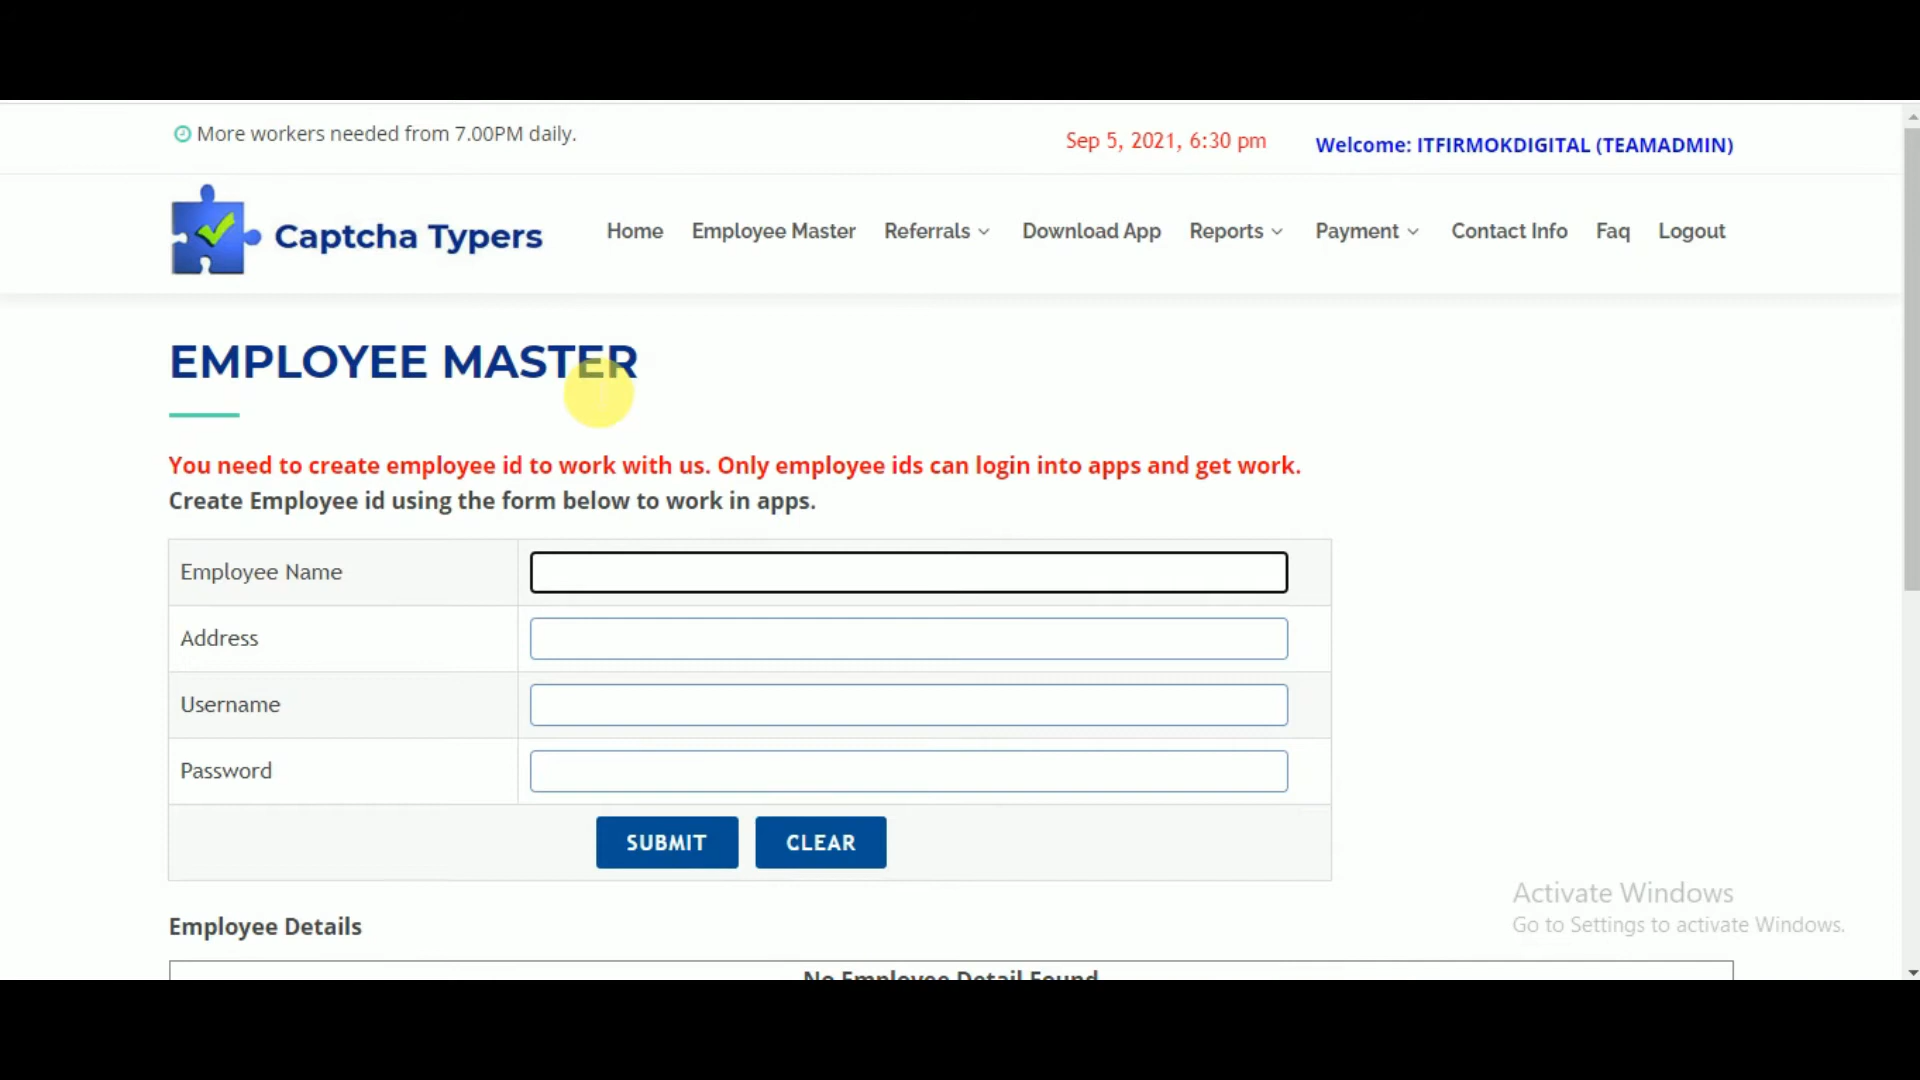 More workers needed from 7.00PM daily.
Sep 5, 2021, 6:30 pm
Welcome: ITFIRMOKDIGITAL (TEAMADMIN)
Captcha Typers
Home Employee Master Referrals Download App Reports Payment Contact Info Faq Logout
EMPLOYEE MASTER
You need to create employee id to work with us. Only employee ids can login into apps and get work.
Create Employee id using the form below to work in apps.
Employee Name
Address
Username
Password
SUBMIT CLEAR
Activate Windows
Go to Settings to activate Windows.
Employee Details
No Employee Detail Found